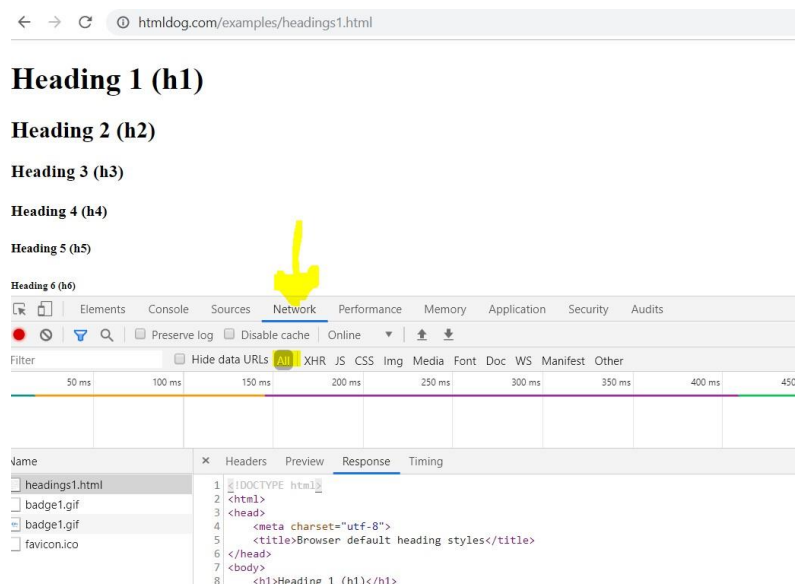 htmldog.com/examples/headings1.html
Heading 1 (h1)
Heading 2 (h2)
Heading 3 (h3)
Heading 4 (h4)
Heading 5 (h5)
Heading 6 (h6)
Elements Console Sources Network Performance Memory Application Security Audits
Preserve log Disable cache Online
Filter Hide data URLs All XHR JS CSS Img Media Font Doc WS Manifest Other
50 ms 100 ms 150 ms 200 ms 250 ms 300 ms 350 ms 400 ms 450
Name × Headers Preview Response Timing
headings1.html 1 <!DOCTYPE html>
badge1.gif 2 <html>
badge1.gif 3 <head>
favicon.ico 4 <meta charset="utf-8">
5 <title>Browser default heading styles</title>
6 </head>
7 <body>
8 <h1>Heading 1 (h1)</h1>